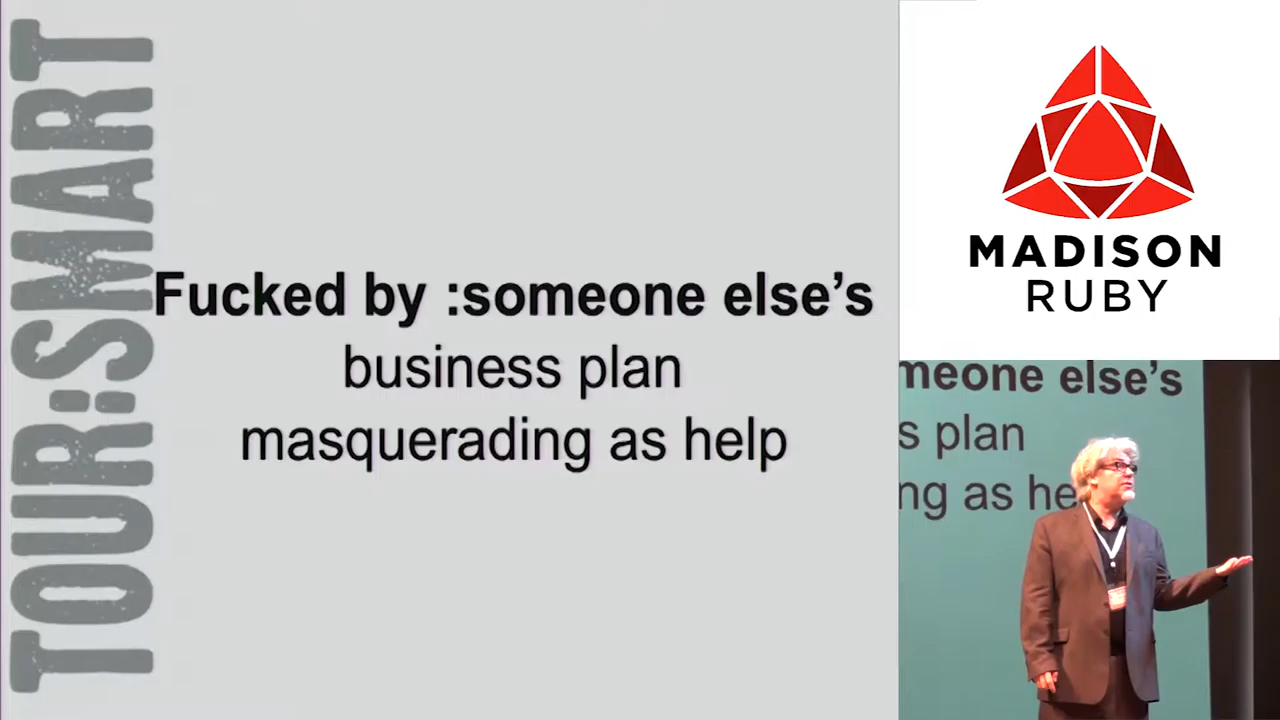 TOUR:SMART
Fucked by :someone else's
business plan
masquerading as help
MADISON
RUBY
meone else's
s plan
ng as he